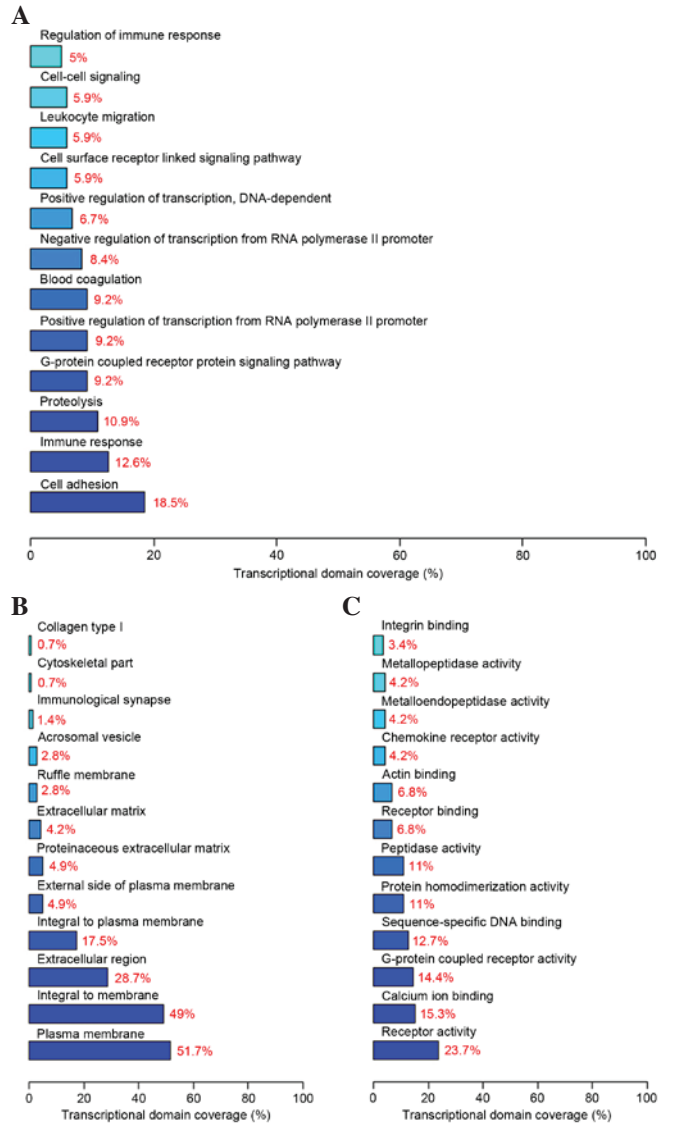 A
Regulation of immune response
5%
Cell-cell signaling
5.9%
Leukocyte migration
5.9%
Cell surface receptor linked signaling pathway
5.9%
Positive regulation of transcription, DNA-dependent
6.7%
Negative regulation of transcription from RNA polymerase II promoter
8.4%
Blood coagulation
9.2%
Positive regulation of transcription from RNA polymerase II promoter
9.2%
G-protein coupled receptor protein signaling pathway
9.2%
Proteolysis
10.9%
Immune response
12.6%
Cell adhesion
18.5%
0 20 40 60 80 100
Transcriptional domain coverage (%)
B
Collagen type I
0.7%
Cytoskeletal part
0.7%
Immunological synapse
1.4%
Acrosomal vesicle
2.8%
Ruffle membrane
2.8%
Extracellular matrix
4.2%
Proteinaceous extracellular matrix
4.9%
External side of plasma membrane
4.9%
Integral to plasma membrane
17.5%
Extracellular region
28.7%
Integral to membrane
49%
Plasma membrane
51.7%
0 20 40 60 80 100
Transcriptional domain coverage (%)
C
Integrin binding
3.4%
Metallopeptidase activity
4.2%
Metalloendopeptidase activity
4.2%
Chemokine receptor activity
4.2%
Actin binding
6.8%
Receptor binding
6.8%
Peptidase activity
11%
Protein homodimerization activity
11%
Sequence-specific DNA binding
12.7%
G-protein coupled receptor activity
14.4%
Calcium ion binding
15.3%
Receptor activity
23.7%
0 20 40 60 80 100
Transcriptional domain coverage (%)